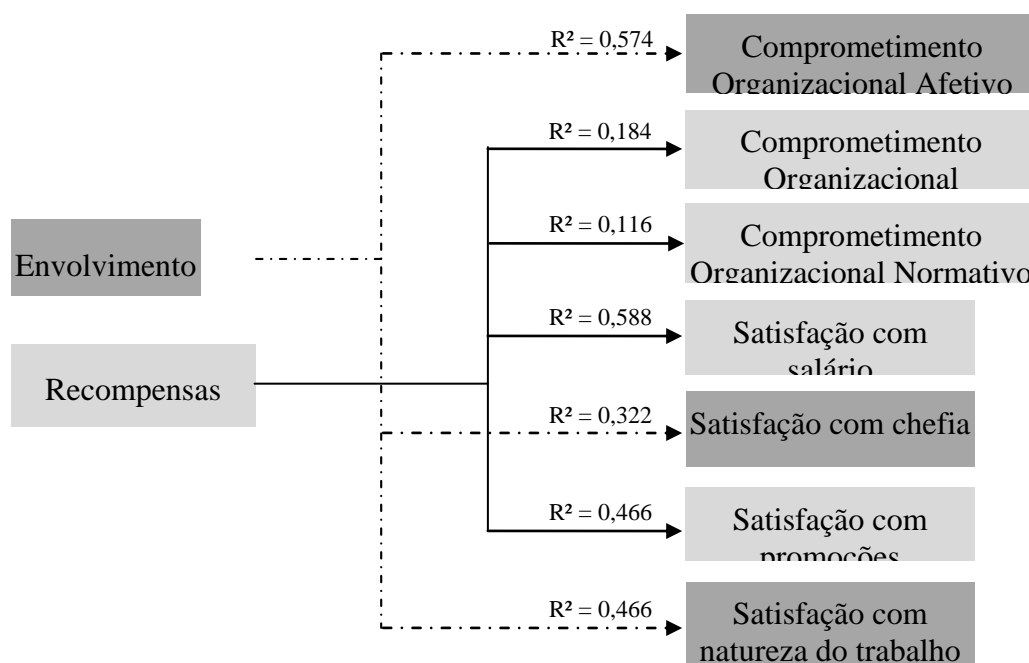 R² = 0,574
Comprometimento
Organizacional Afetivo
R² = 0,184
Comprometimento
Organizacional
R² = 0,116
Comprometimento
Organizacional Normativo
Envolvimento
R² = 0,588
Satisfação com
salário
Recompensas
R² = 0,322
Satisfação com chefia
R² = 0,466
Satisfação com
promoções
R² = 0,466
Satisfação com
natureza do trabalho